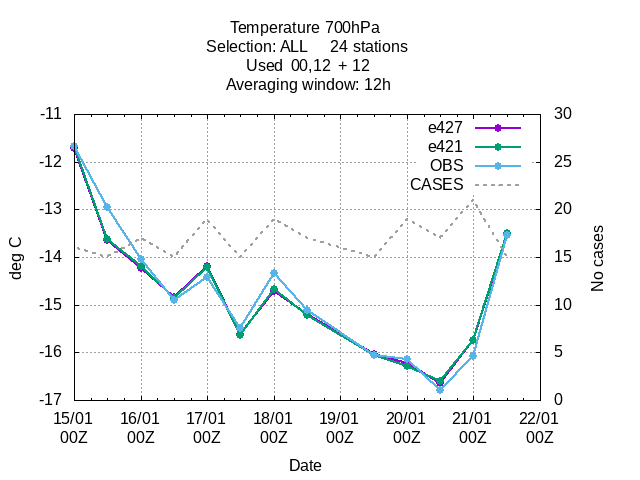 Temperature 700hPa
Selection: ALL 24 stations
Used 00,12 + 12
Averaging window: 12h
-11 30
e427
e421
-12 25
OBS
CASES
-13 20
deg C
-14 15
No cases
-15 10
-16 5
-17 0
15/01 16/01 17/01 18/01 19/01 20/01 21/01 22/01
00Z 00Z 00Z 00Z 00Z 00Z 00Z 00Z
Date